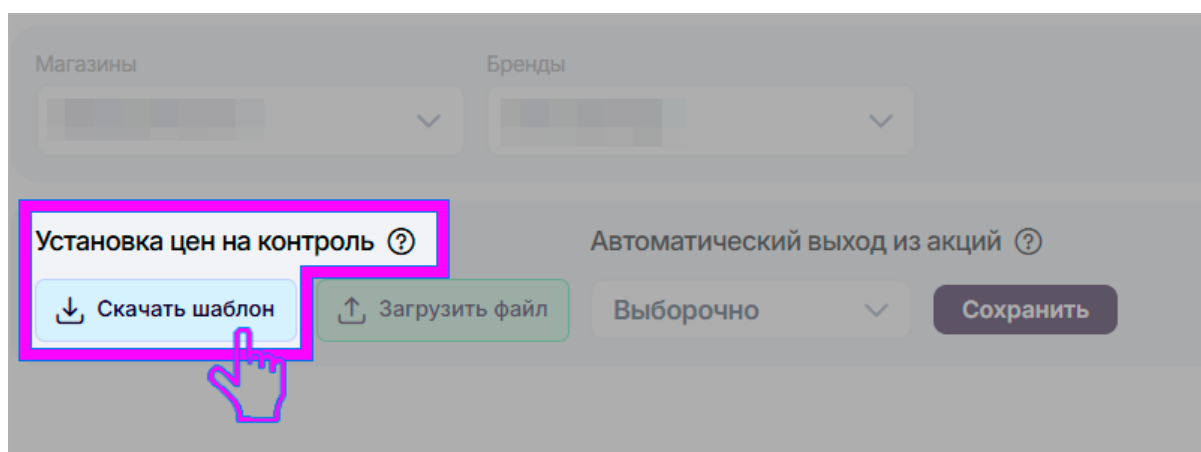 Магазины Бренды
Установка цен на контроль Автоматический выход из акций
Скачать шаблон Загрузить файл Выборочно Сохранить